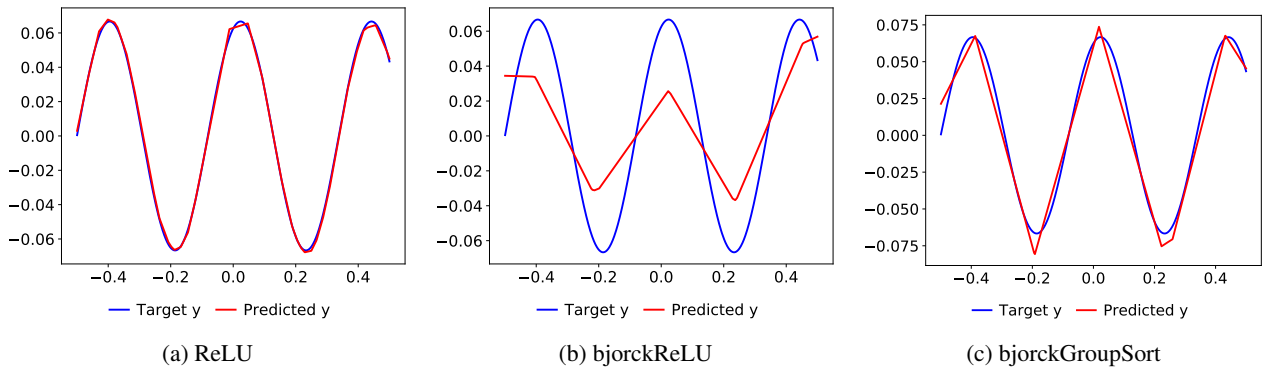 0.06
0.04
0.02
0.00
−0.02
−0.04
−0.06
−0.4 −0.2 0.0 0.2 0.4
Target y Predicted y
(a) ReLU
0.06
0.04
0.02
0.00
−0.02
−0.04
−0.06
−0.4 −0.2 0.0 0.2 0.4
Target y Predicted y
(b) bjorckReLU
0.075
0.050
0.025
0.000
−0.025
−0.050
−0.075
−0.4 −0.2 0.0 0.2 0.4
Target y Predicted y
(c) bjorckGroupSort